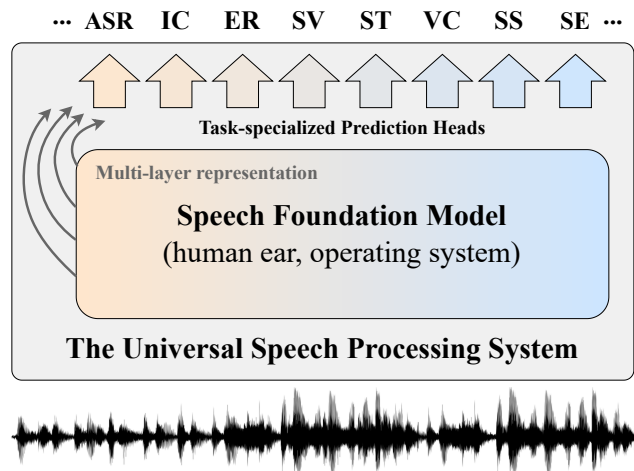 ... ASR IC ER SV ST VC SS SE ...
Task-specialized Prediction Heads
Multi-layer representation
Speech Foundation Model
(human ear, operating system)
The Universal Speech Processing System